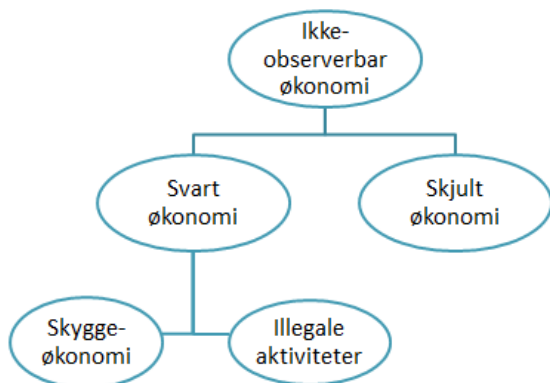 Ikke-
observerbar
økonomi
Svart
økonomi
Skjult
økonomi
Skygge-
økonomi
Illegale
aktiviteter